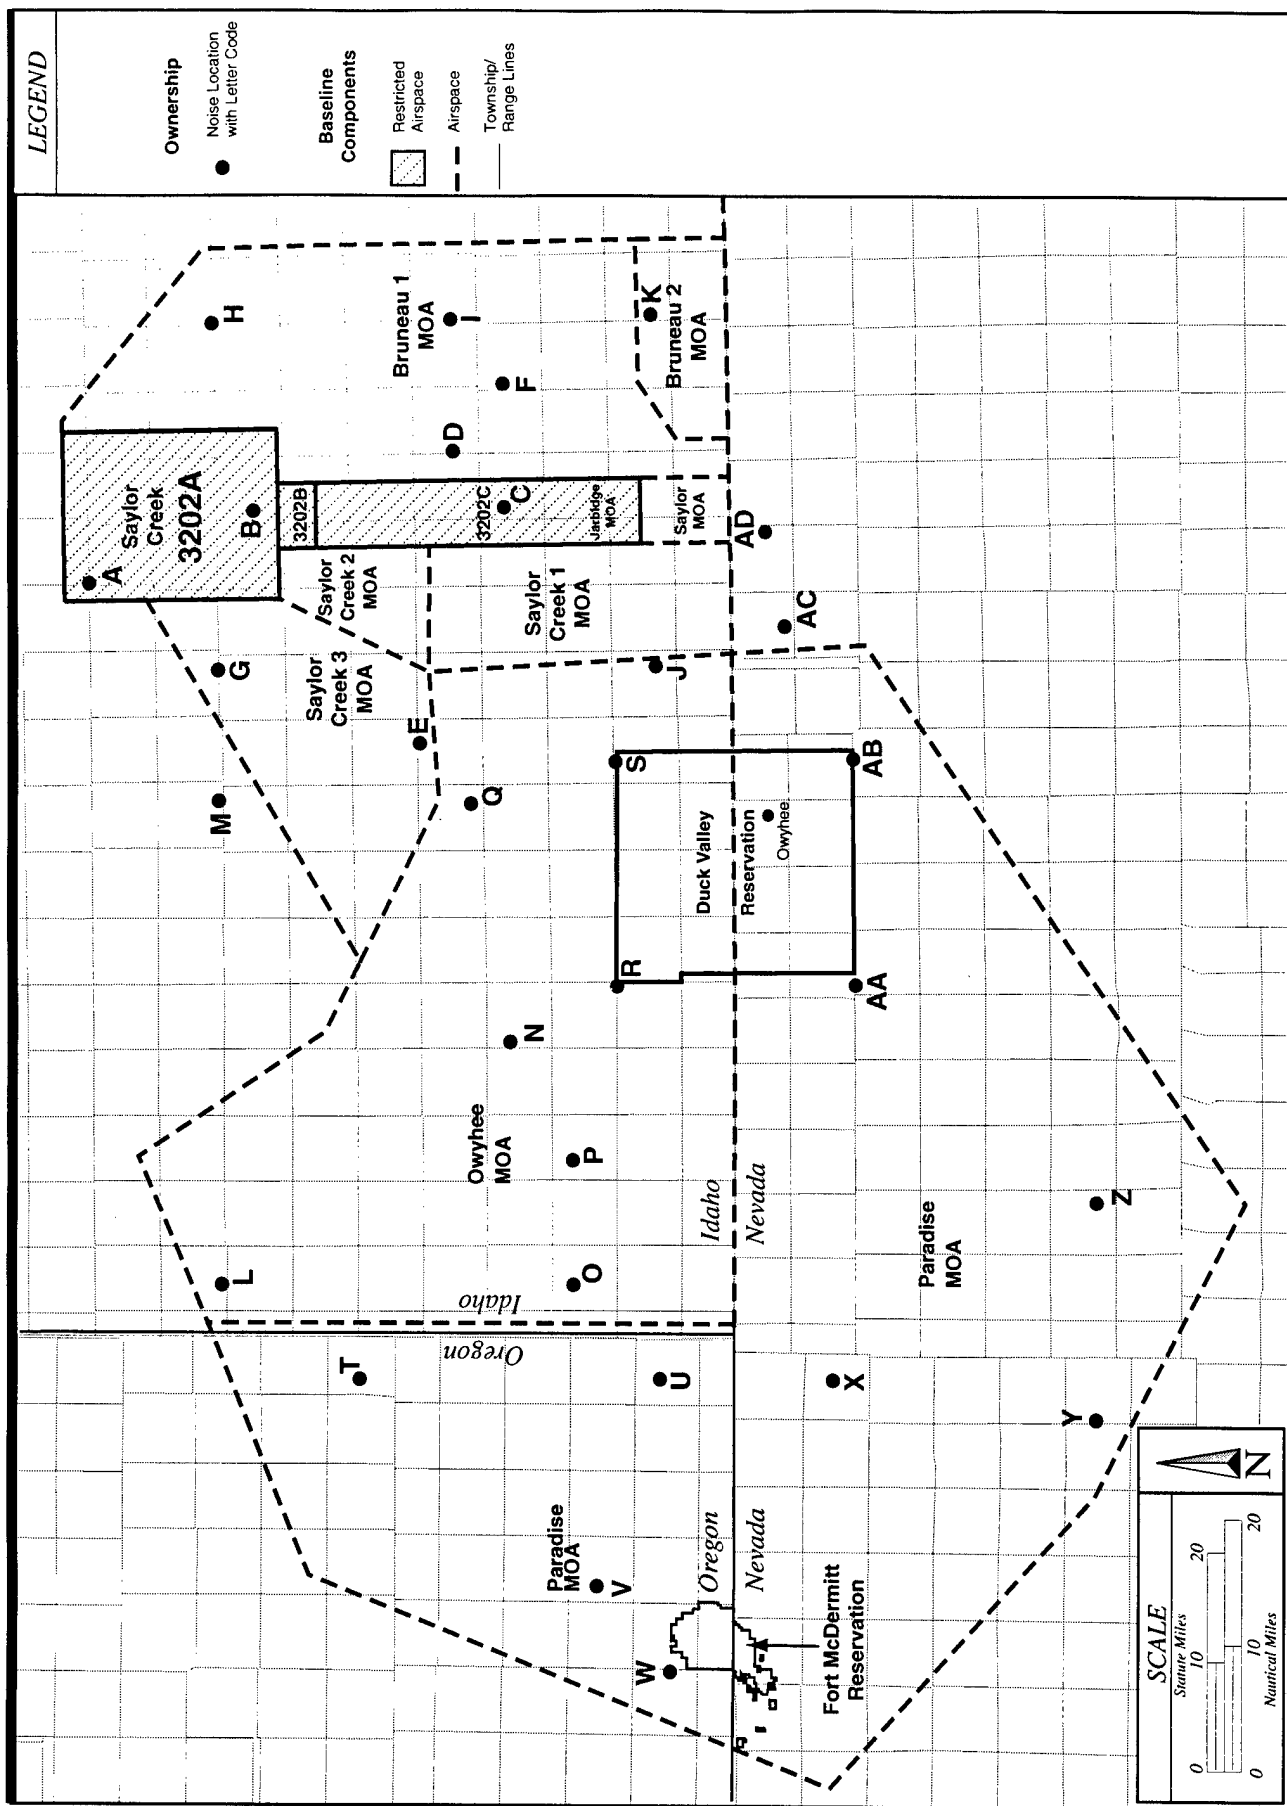 LEGEND
Ownership
Noise Location
with Letter Code
Baseline
Components
Restricted
Airspace
Airspace
Township/
Range Lines
H
Bruneau 1
MOA
I
F
D
K
Bruneau 2
MOA
Saylor
Creek
3202A
A
B
3202B
3202C
C
Jarbidge
MOA
Saylor
MOA
AD
Saylor
Creek 2
MOA
Saylor
Creek 1
MOA
AC
G
Saylor
Creek 3
MOA
E
J
M
Q
S
AB
Duck Valley
Reservation
Owyhee
R
AA
N
Owyhee
MOA
P
Idaho
Nevada
Z
Paradise
MOA
L
O
Idaho
Oregon
T
U
X
Y
Paradise
MOA
V
Oregon
Nevada
W
Fort McDermitt
Reservation
SCALE
Statute Miles
0 10 20
0 10 20
Nautical Miles
N